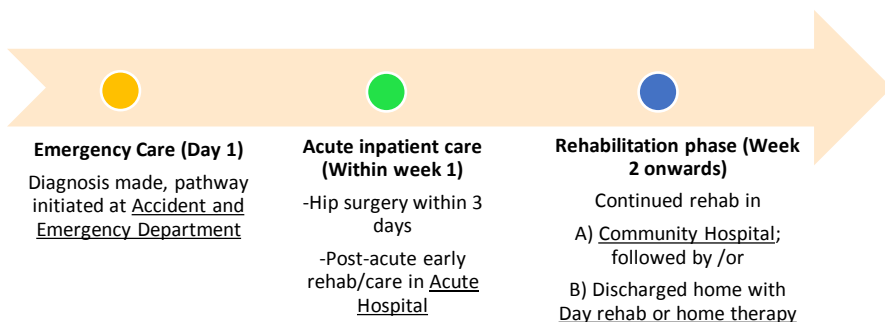 Emergency Care (Day 1)
Diagnosis made, pathway
initiated at Accident and
Emergency Department
Acute inpatient care
(Within week 1)
-Hip surgery within 3
days
-Post-acute early
rehab/care in Acute
Hospital
Rehabilitation phase (Week
2 onwards)
Continued rehab in
A) Community Hospital;
followed by /or
B) Discharged home with
Day rehab or home therapy